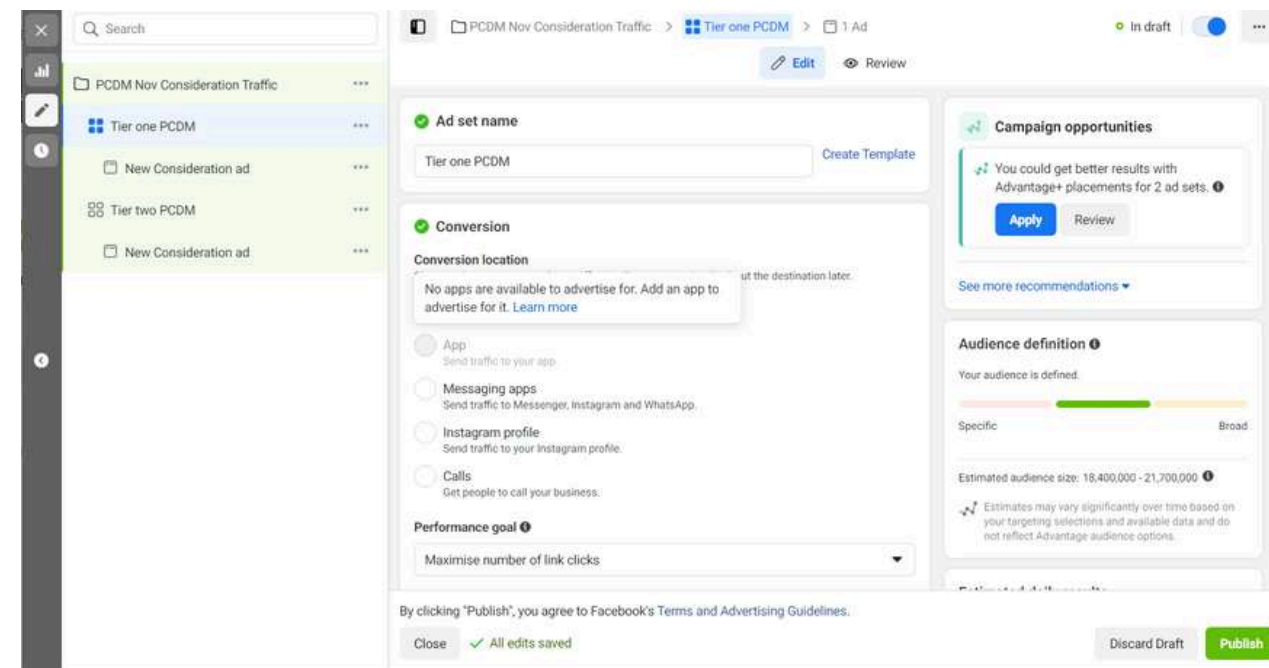 Search
PCDM Nov Consideration Traffic
Tier one PCDM
New Consideration ad
Tier two PCDM
New Consideration ad
PCDM Nov Consideration Traffic > Tier one PCDM > 1 Ad
In draft
Edit
Review
Ad set name
Tier one PCDM
Create Template
Conversion
Conversion location
ut the destination later.
No apps are available to advertise for. Add an app to
advertise for it. Learn more
App
Send traffic to your app.
Messaging apps
Send traffic to Messenger, Instagram and WhatsApp.
Instagram profile
Send traffic to your Instagram profile.
Calls
Get people to call your business.
Performance goal
Maximise number of link clicks
Campaign opportunities
You could get better results with
Advantage+ placements for 2 ad sets.
Apply
Review
See more recommendations
Audience definition
Your audience is defined.
Specific
Broad
Estimated audience size: 18,400,000 - 21,700,000
Estimates may vary significantly over time based on
your targeting selections and available data and do
not reflect Advantage audience options.
By clicking "Publish", you agree to Facebook's Terms and Advertising Guidelines.
Close
All edits saved
Discard Draft
Publish